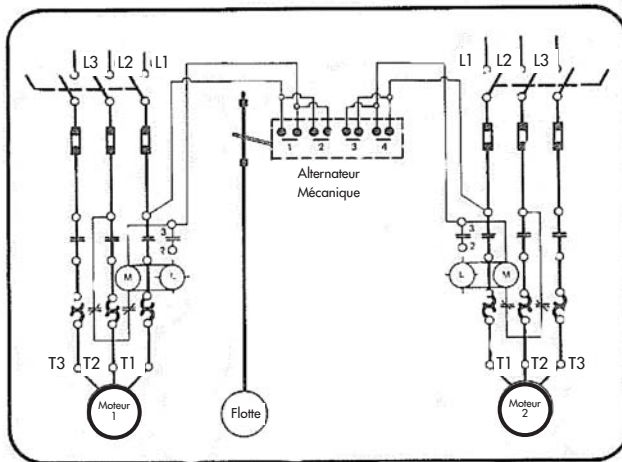 L3 L2 L1
L1 L2 L3
1 2 3 4
Alternateur
Mécanique
3
2
M L
3
2
L M
T3 T2 T1
T1 T2 T3
Moteur
1
Flotte
Moteur
2